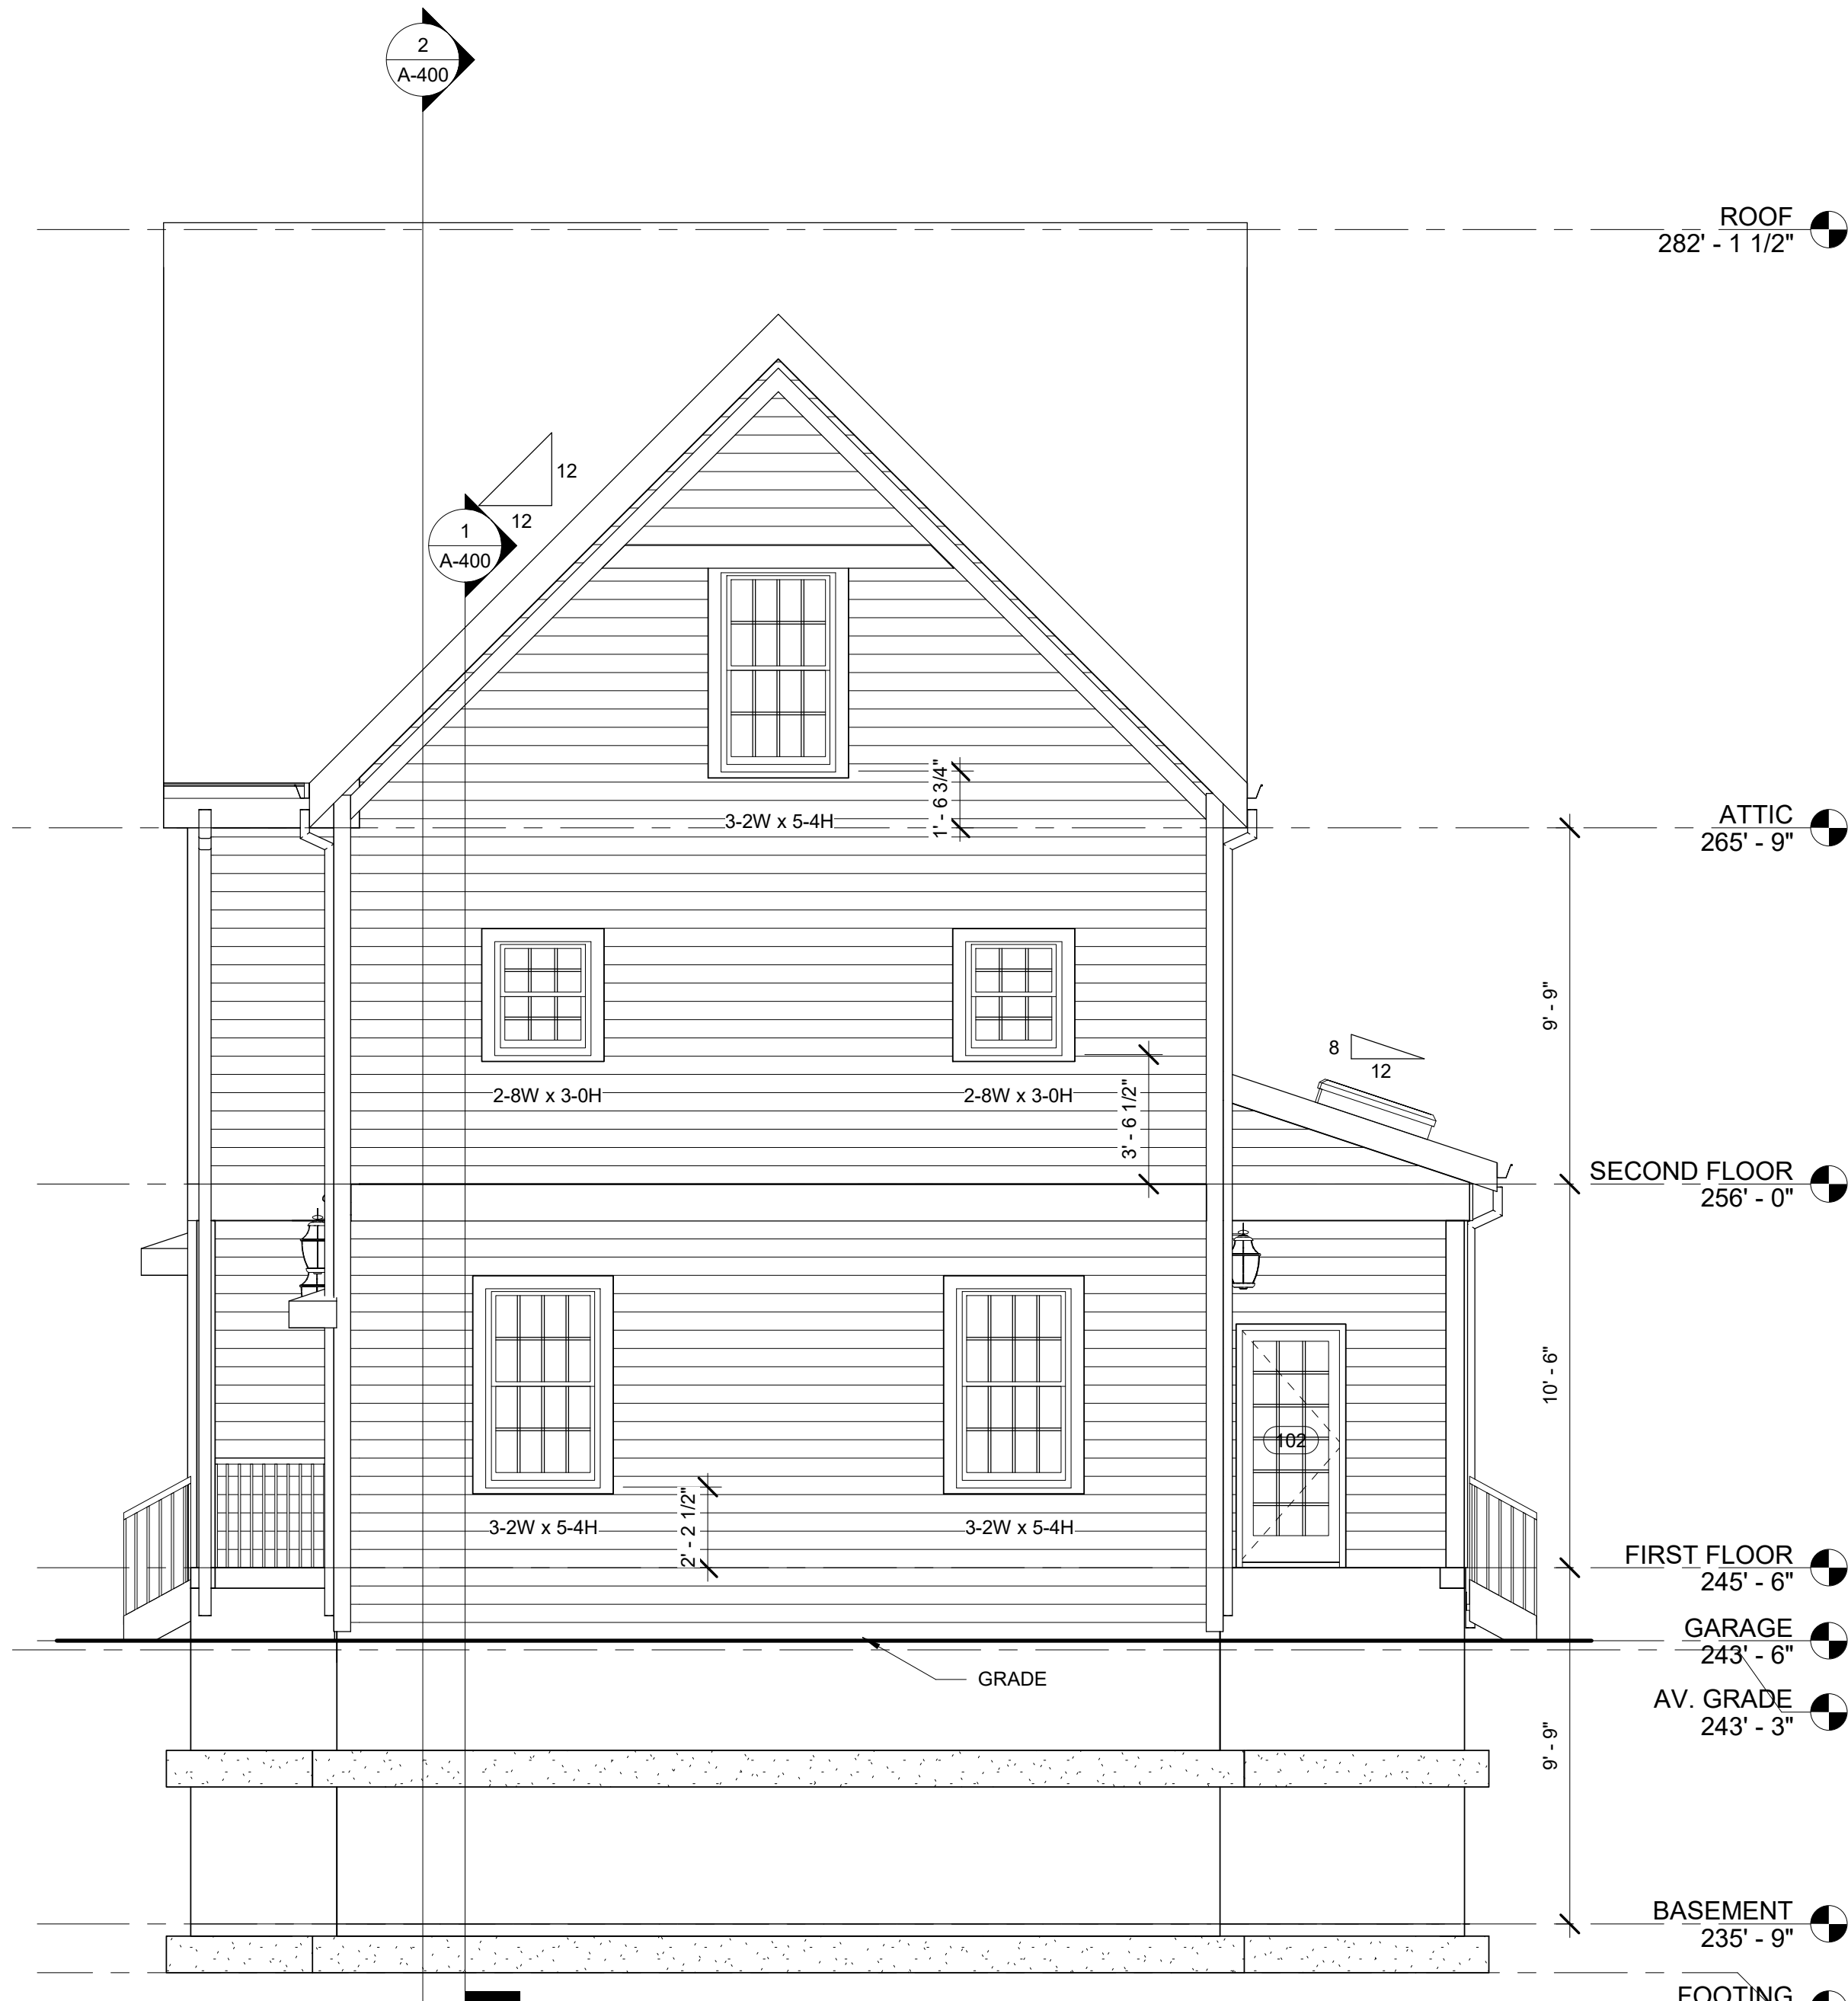 2
A-400
ROOF
282' - 1 1/2"
12
12
1
A-400
1' - 6 3/4"
3-2W x 5-4H
ATTIC
265' - 9"
9' - 9"
8
12
2-8W x 3-0H
2-8W x 3-0H
3' - 6 1/2"
SECOND FLOOR
256' - 0"
10' - 6"
102
2' - 2 1/2"
3-2W x 5-4H
3-2W x 5-4H
FIRST FLOOR
245' - 6"
GARAGE
243' - 6"
GRADE
AV. GRADE
243' - 3"
9' - 9"
BASEMENT
235' - 9"
FOOTING